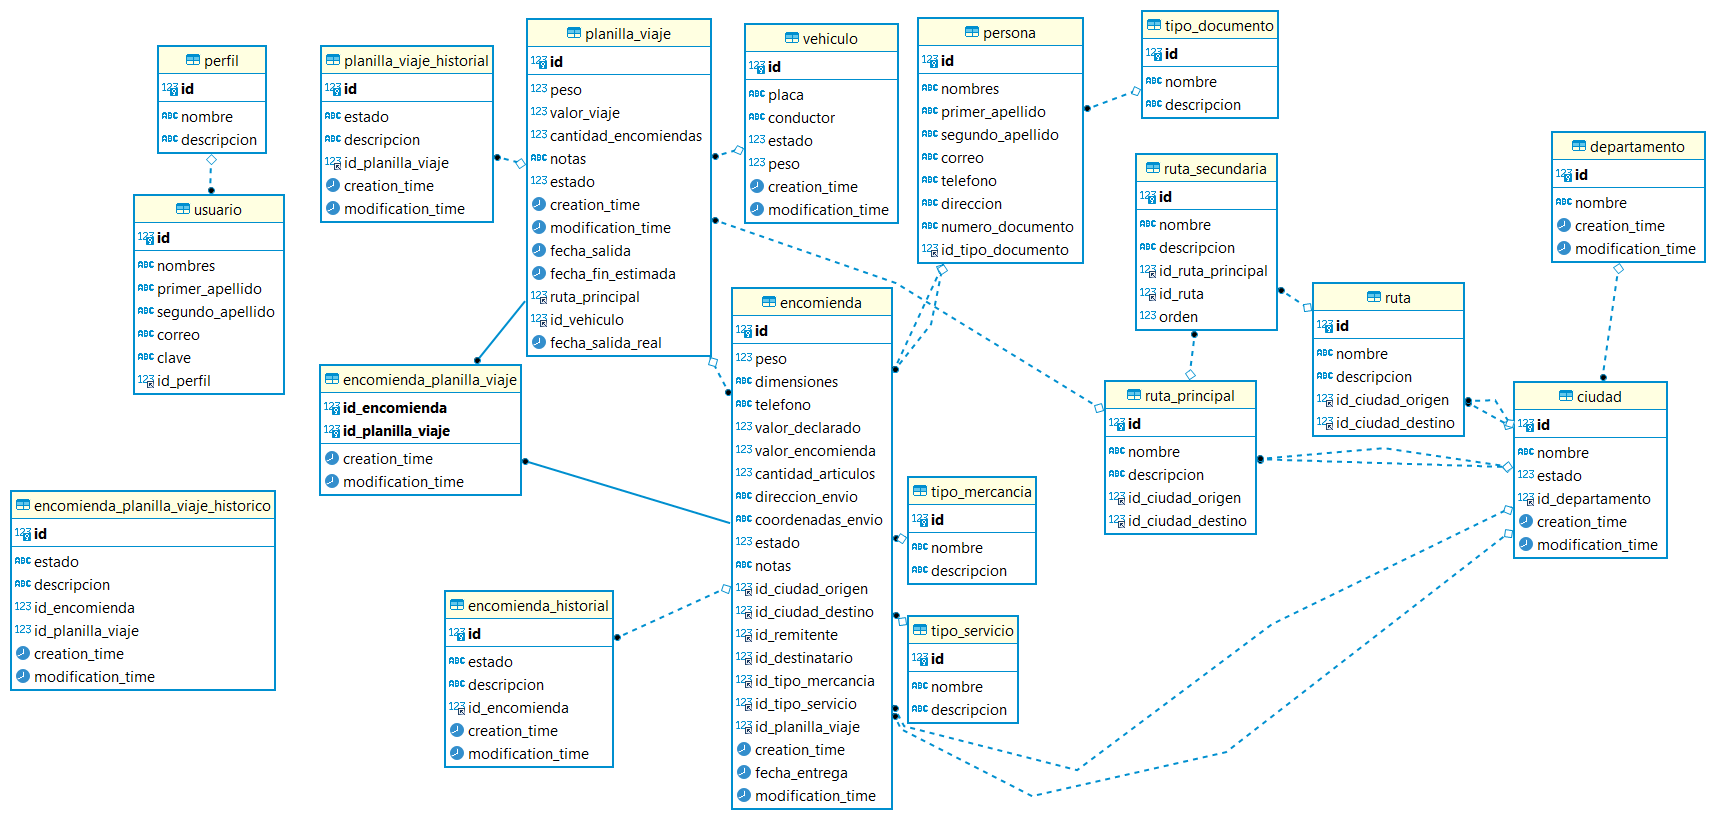 perfil
id
nombre
descripcion
usuario
id
nombres
primer_apellido
segundo_apellido
correo
clave
id_perfil
planilla_viaje_historial
id
estado
descripcion
id_planilla_viaje
creation_time
modification_time
planilla_viaje
id
peso
valor_viaje
cantidad_encomiendas
notas
estado
creation_time
modification_time
fecha_salida
fecha_fin_estimada
ruta_principal
id_vehiculo
fecha_salida_real
vehiculo
id
placa
conductor
estado
peso
creation_time
modification_time
persona
id
nombres
primer_apellido
segundo_apellido
correo
telefono
direccion
numero_documento
id_tipo_documento
tipo_documento
id
nombre
descripcion
ruta_secundaria
id
nombre
descripcion
id_ruta_principal
id_ruta
orden
departamento
id
nombre
creation_time
modification_time
ruta
id
nombre
descripcion
id_ciudad_origen
id_ciudad_destino
encomienda
id
peso
dimensiones
telefono
valor_declarado
valor_encomienda
cantidad_articulos
direccion_envio
coordenadas_envio
estado
notas
id_ciudad_origen
id_ciudad_destino
id_remitente
id_destinatario
id_tipo_mercancia
id_tipo_servicio
id_planilla_viaje
creation_time
fecha_entrega
modification_time
encomienda_planilla_viaje
id_encomienda
id_planilla_viaje
creation_time
modification_time
ruta_principal
id
nombre
descripcion
id_ciudad_origen
id_ciudad_destino
ciudad
id
nombre
estado
id_departamento
creation_time
modification_time
encomienda_planilla_viaje_historico
id
estado
descripcion
id_encomienda
id_planilla_viaje
creation_time
modification_time
tipo_mercancia
id
nombre
descripcion
encomienda_historial
id
estado
descripcion
id_encomienda
creation_time
modification_time
tipo_servicio
id
nombre
descripcion